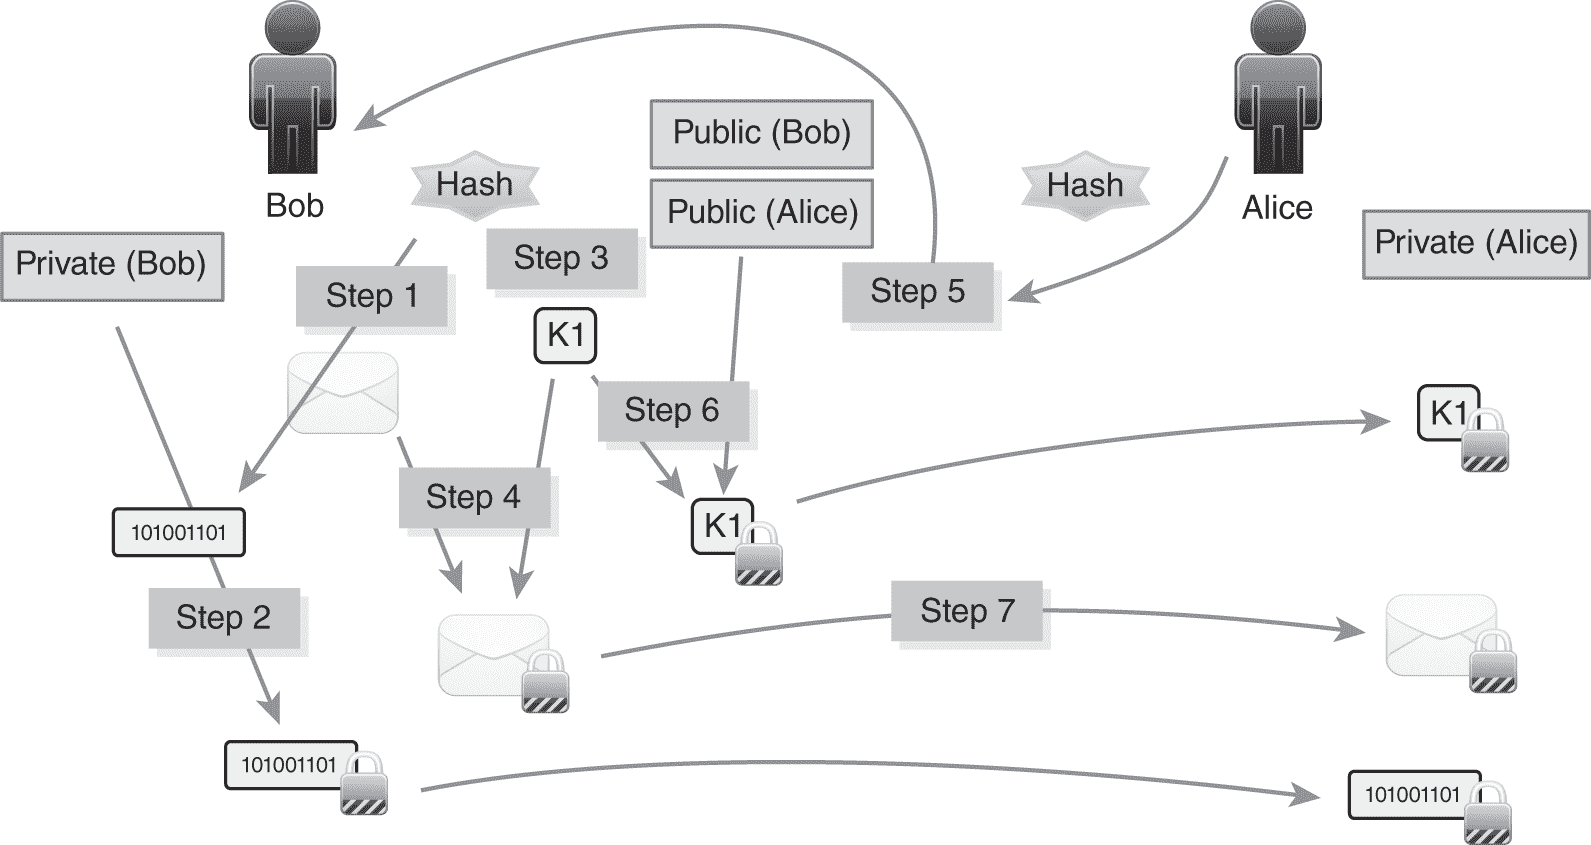 Public (Bob)
Hash
Hash
Public (Alice)
Bob
Alice
Private (Bob)
Step 3
Private (Alice)
Step 1
Step 5
K1
Step 6
K1
Step 4
101001101
K1
Step 2
Step 7
101001101
101001101